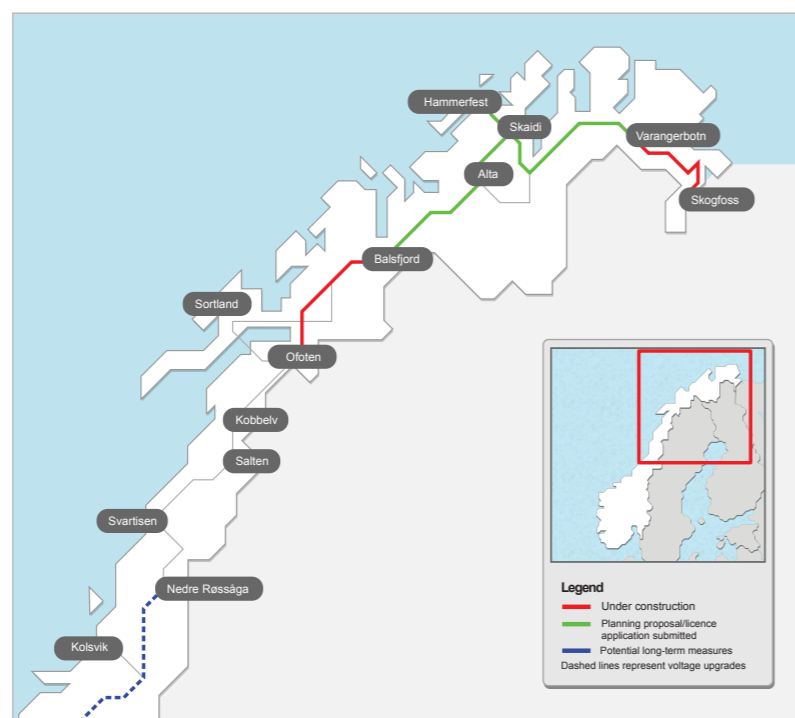 Hammerfest
Skaidi
Varangerbotn
Alta
Skogfoss
Balsfjord
Sortland
Ofoten
Kobbelv
Salten
Svartisen
Nedre Røssåga
Kolsvik
Legend
Under construction
Planning proposal/licence
application submitted
Potential long-term measures
Dashed lines represent voltage upgrades